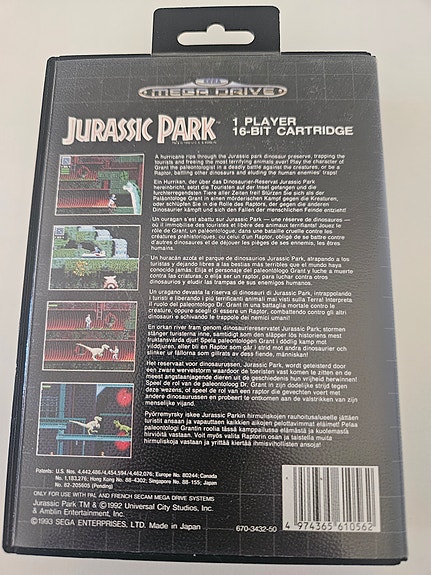 SEGA
MEGA DRIVE
JURASSIC PARK™
1 PLAYER
16-BIT CARTRIDGE
A hurricane rips through the Jurassic park dinosaur preserve, trapping the
tourists and freeing the most terrifying animals ever! Play the character of
Grant the paleontologist in a deadly battle against the creatures, or be a
Raptor, battling other dinosaurs and eluding the human enemies' traps!
Ein Hurrikan, der über das Dinosaurier-Reservat Jurassic Park
hereinbricht, setzt die Touristen auf der Insel gefangen und die
furchterregendsten Tiere aller Zeiten frei! Stürzen Sie sich als der
Paläontologe Grant in einen mörderischen Kampf gegen die Kreaturen,
oder schlüpfen Sie in die Rolle des Raptors, der gegen die anderen
Dinosaurier kämpft und sich den Fallen der menschlichen Feinde entzieht!
Un ouragan s'est abattu sur Jurassic Park — une réserve de dinosaures —
où il immobilise des touristes et libère des animaux terrifiants! Jouez le
rôle de Grant, un paléontologue, dans une bataille cruelle contre les
créatures préhistoriques, ou celui d'un Raptor, obligé de se battre contre
d'autres dinosaures et de déjouer les pièges de ses ennemis, les êtres
humains.
Un huracán azota el parque de dinosaurios Jurassic Park, atrapando a los
turistas y dejando libres a las bestias más terribles que el mundo haya
conocido jamás. Elija el personaje del paleontólogo Grant y luche a muerte
contra las criaturas, o elija ser un raptor, para luchar contra otros
dinosaurios y eludir las trampas de sus enemigos humanos.
Un uragano devasta la riserva di dinosauri di Jurassic Park, intrappolando
i turisti e liberando i più terrificanti animali mai visti sulla Terra! Interpreta
il ruolo del paleontologo Dr. Grant in una battaglia mortale contro le
creature, oppure scegli di essere un Raptor, combattendo contro gli altri
dinosauri e schivando le trappole dei nemici umani!
En orkan river fram genom dinosauriereservatet Jurassic Park; stormen
stänger turisterna inne, samtidigt som den släpper lös historiens mest
fruktansvärda djur! Spela paleontologen Grant i dödlig kamp mot
vilddjuren, eller bli en Raptor som går i strid mot andra dinosaurier och
slinker ur fällorna som gillrats av dess fiende, människan!
Het reservaat voor dinosaurussen, Jurassic Park, wordt geteisterd door
een zware wervelstorm waardoor de toeristen vast komen te zitten en de
meest angstaanjagende dieren uit de geschiedenis hun vrijheid herwinnen!
Speel de rol van de paleontoloog Dr. Grant in zijn dodelijke strijd tegen
deze wezens, of speel de rol van een raptor die gevechten voert met
andere dinosaurussen en probeert te ontkomen aan de valstrikken van zijn
menselijke vijand.
Pyörremyrsky iskee Jurassic Parkin hirmuliskojen rauhoitusalueelle jättäen
turistit ansaan ja vapauttaen kaikkien aikojen pelottavimmat eläimet! Pelaa
paleontologi Grantin roolia tässä kamppailussa elämästä ja kuolemasta
hirviöitä vastaan. Voit myös valita Raptorin osan ja taistella muita
hirmuliskoja vastaan ja yrittää kiertää ihmisvihollisten ansoja!
Patents: U.S. Nos. 4,442,486/4,454,594/4,462,076; Europe No. 80244; Canada
No. 1,183,276; Hong Kong No. 88-4302; Singapore No. 88-155; Japan
No. 82-205605 (Pending)
ONLY FOR USE WITH PAL AND FRENCH SECAM MEGA DRIVE SYSTEMS
Jurassic Park TM & ©1992 Universal City Studios, Inc.
& Amblin Entertainment, Inc.
©1993 SEGA ENTERPRISES, LTD. Made in Japan
670-3432-50
4 974365 610562